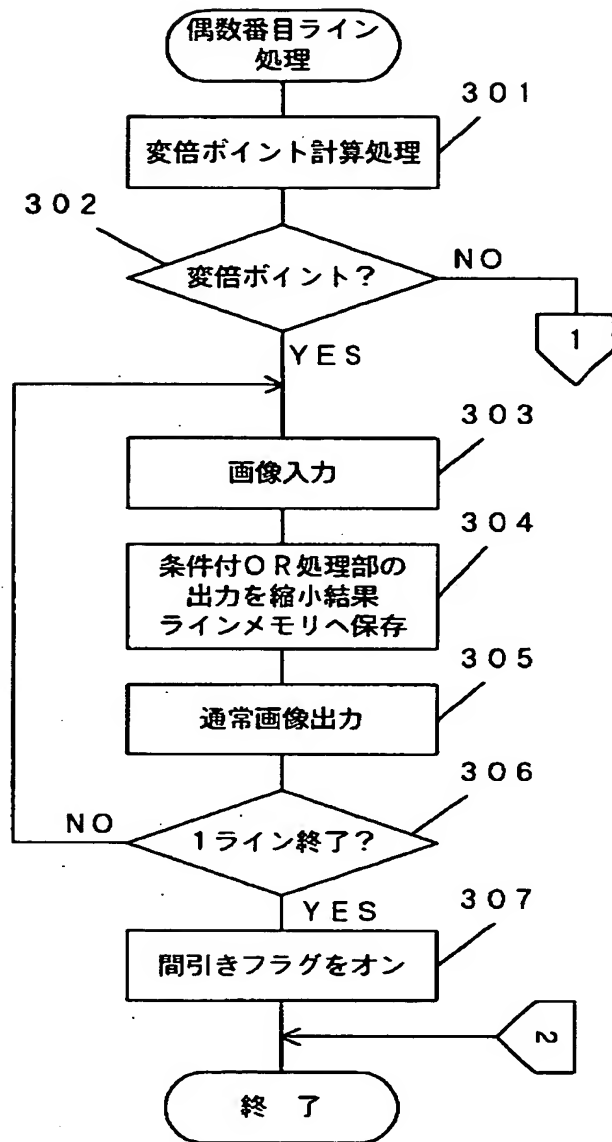 偶数番目ライン
処理
301
変倍ポイント計算処理
302
変倍ポイント?
NO
1
YES
303
画像入力
304
条件付OR処理部の
出力を縮小結果
ラインメモリへ保存
305
通常画像出力
306
NO
1ライン終了?
YES
307
間引きフラグをオン
2
終 了